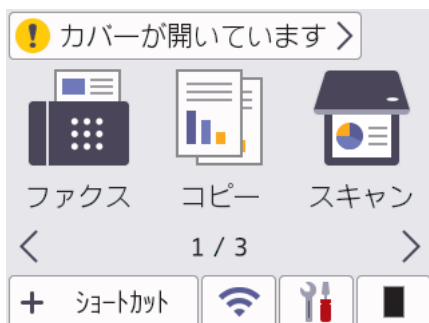 カバーが開いています
ファクス コピー スキャン
1 / 3
ショートカット